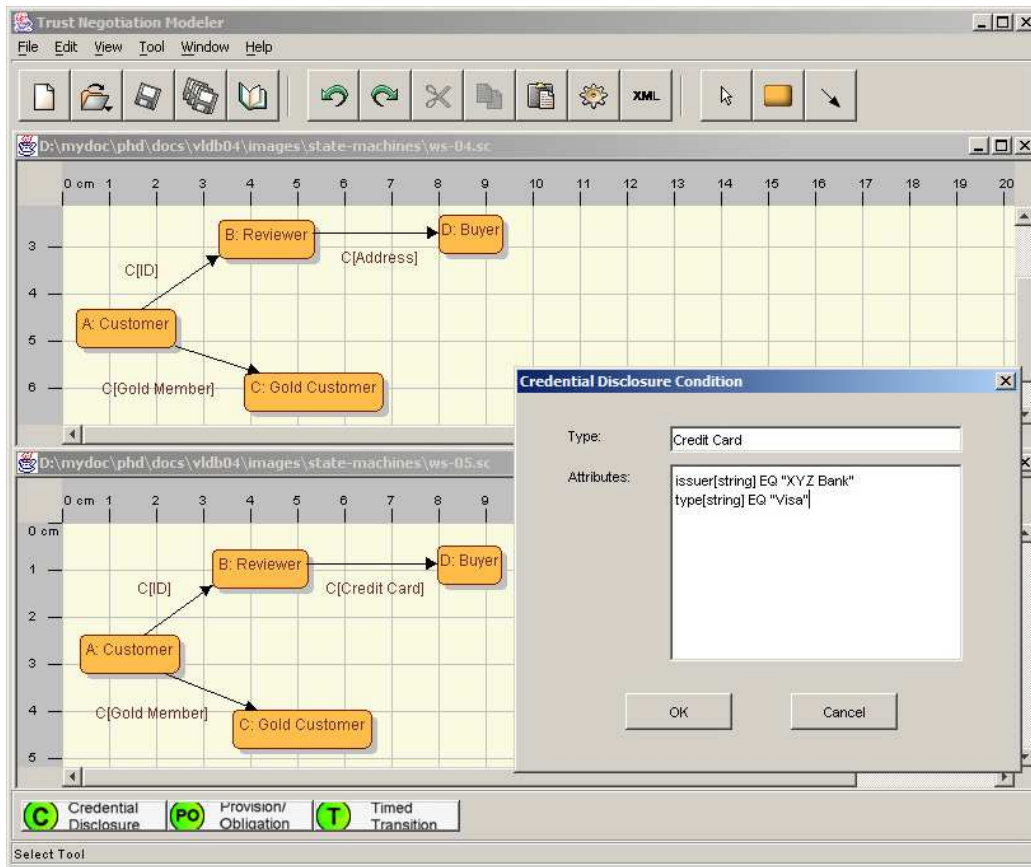 Trust Negotiation Modeler
File Edit View Tool Window Help
XML
D:\mydoc\phd\docs\vldb04\images\state-machines\ws-04.sc
0 cm 1 2 3 4 5 6 7 8 9 10 11 12 13 14 15 16 17 18 19 20
3
4
5
6
B: Reviewer
D: Buyer
C[Address]
C[ID]
A: Customer
C[Gold Member]
C: Gold Customer
D:\mydoc\phd\docs\vldb04\images\state-machines\ws-05.sc
0 cm 1 2 3 4 5 6 7 8 9
0 cm
1
2
3
4
5
B: Reviewer
D: Buyer
C[ID]
C[Credit Card]
A: Customer
C[Gold Member]
C: Gold Customer
Credential Disclosure Condition
Type:
Credit Card
Attributes:
issuer[string] EQ "XYZ Bank"
type[string] EQ "Visa"
OK
Cancel
C
Credential
Disclosure
PO
Provision/
Obligation
T
Timed
Transition
Select Tool